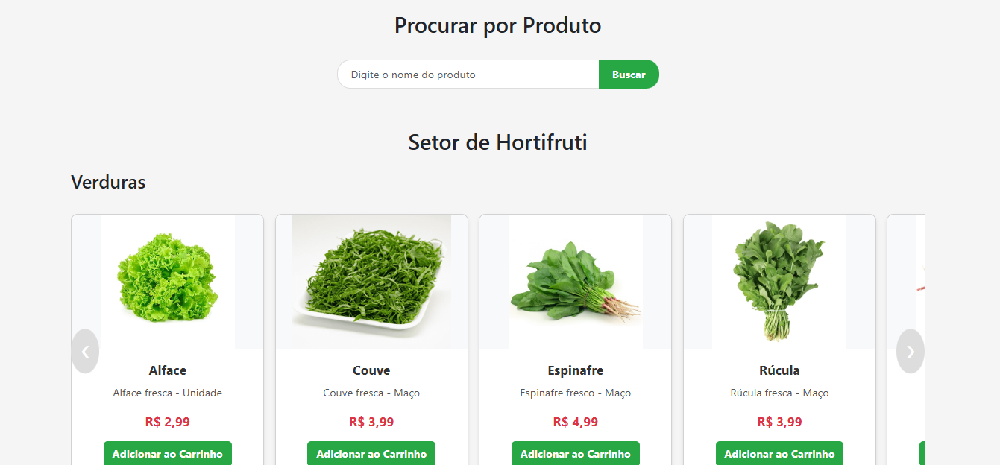 Procurar por Produto
Digite o nome do produto
Buscar
Setor de Hortifruti
Verduras
Alface
Alface fresca - Unidade
R$ 2,99
Adicionar ao Carrinho
Couve
Couve fresca - Maço
R$ 3,99
Adicionar ao Carrinho
Espinafre
Espinafre fresco - Maço
R$ 4,99
Adicionar ao Carrinho
Rúcula
Rúcula fresca - Maço
R$ 3,99
Adicionar ao Carrinho